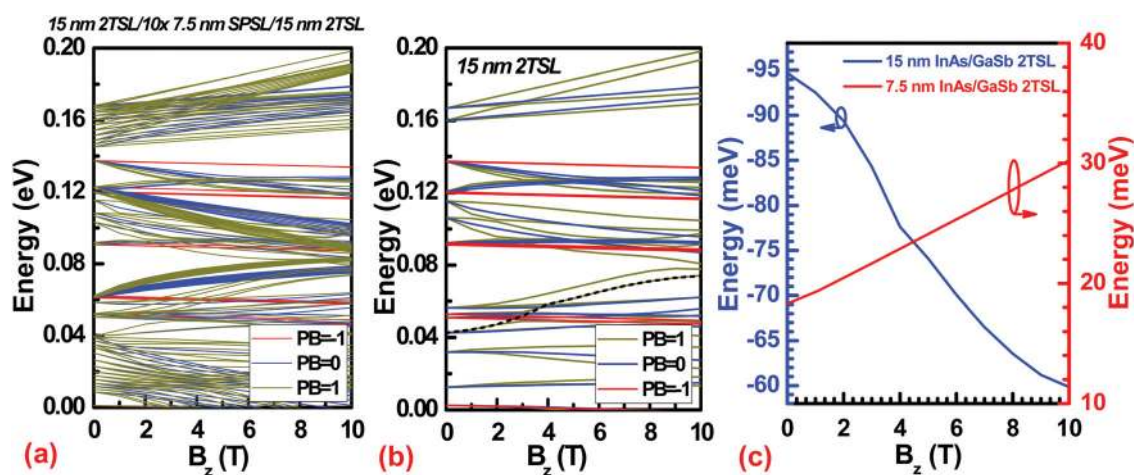 15 nm 2TSL/10x 7.5 nm SPSL/15 nm 2TSL
0.20
0.16
0.12
0.08
0.04
0.00
Energy (eV)
PB=-1
PB=0
PB=1
0 2 4 6 8 10
(a)
B_z (T)
0.20
0.16
0.12
0.08
0.04
0.00
Energy (eV)
15 nm 2TSL
PB=1
PB=0
PB=-1
0 2 4 6 8 10
(b)
B_z (T)
-95
-90
-85
-80
-75
-70
-65
-60
Energy (meV)
15 nm InAs/GaSb 2TSL
7.5 nm InAs/GaSb 2TSL
40
30
20
10
Energy (meV)
0 2 4 6 8 10
(c)
B_z (T)